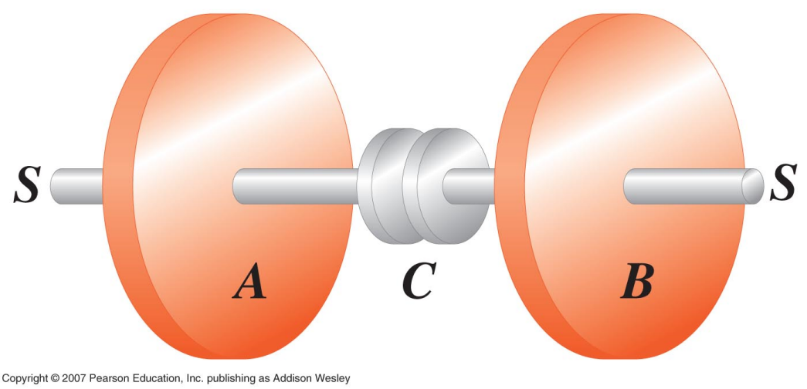 S
S
A
C
B
Copyright © 2007 Pearson Education, Inc. publishing as Addison Wesley